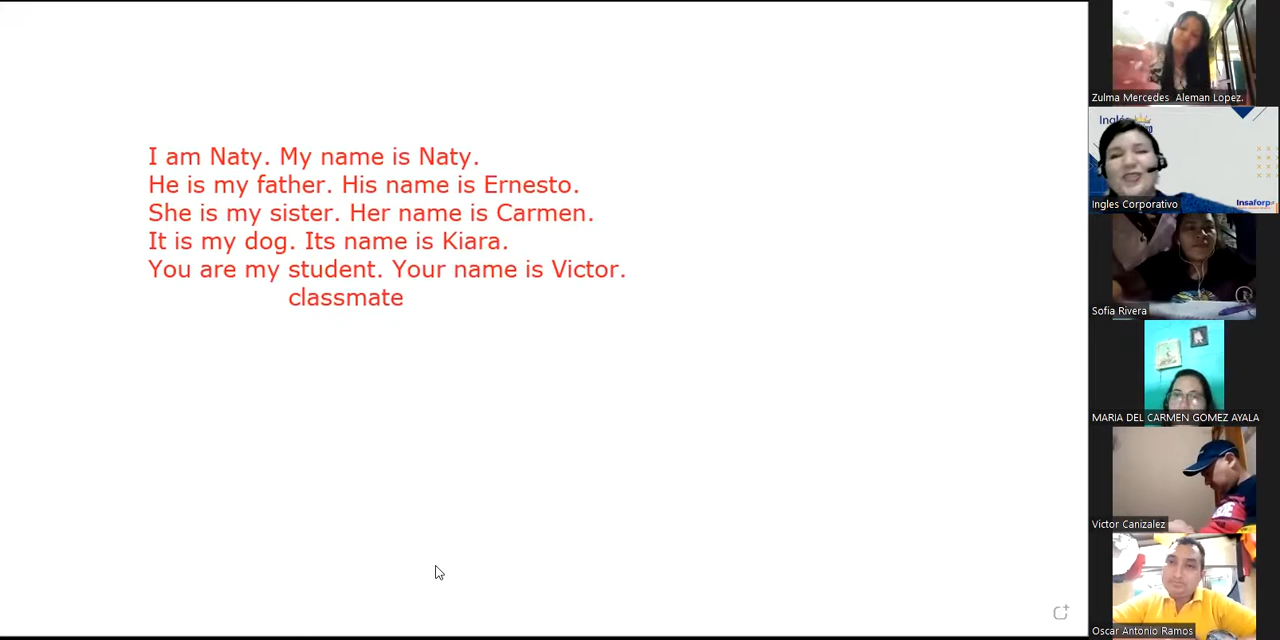 I am Naty. My name is Naty.
He is my father. His name is Ernesto.
She is my sister. Her name is Carmen.
It is my dog. Its name is Kiara.
You are my student. Your name is Victor.
classmate
Zulma Mercedes Aleman Lopez.
Ingles Corporativo
Insaforp
Sofia Rivera
MARIA DEL CARMEN GOMEZ AYALA
Victor Canizalez
Oscar Antonio Ramos